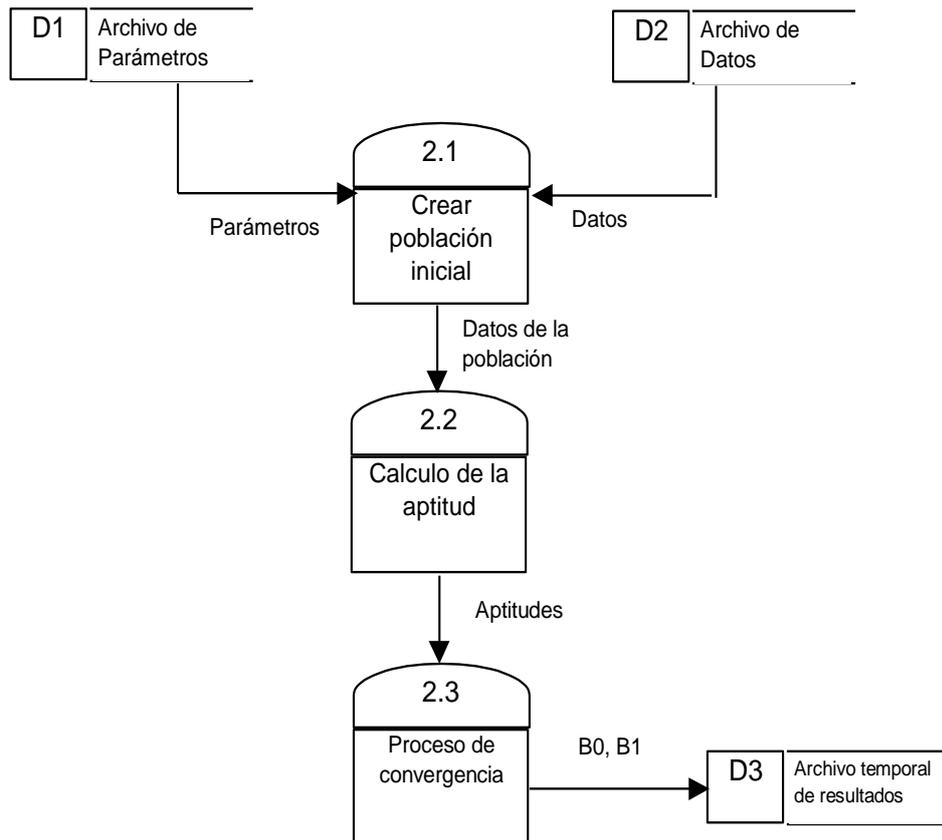 D1
Archivo de
Parámetros
D2
Archivo de
Datos
2.1
Crear
población
inicial
Parámetros
Datos
Datos de la
población
2.2
Calculo de la
aptitud
Aptitudes
2.3
Proceso de
convergencia
B0, B1
D3
Archivo temporal
de resultados